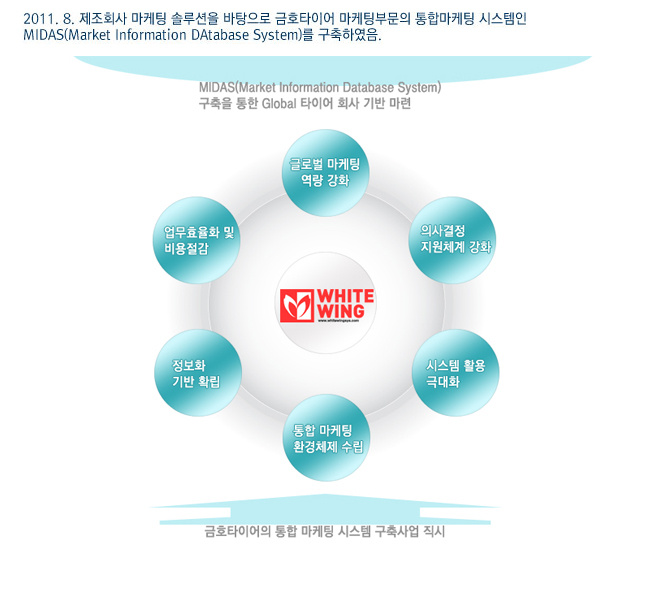 2011. 8. 제조회사 마케팅 솔루션을 바탕으로 금호타이어 마케팅부문의 통합마케팅 시스템인
MIDAS(Market Information DAtabase System)를 구축하였음.
MIDAS(Market Information Database System)
구축을 통한 Global 타이어 회사 기반 마련
글로벌 마케팅
역량 강화
업무효율화 및
비용절감
의사결정
지원체계 강화
WHITE
WING
www.whitewingsys.com
정보화
기반 확립
시스템 활용
극대화
통합 마케팅
환경체제 수립
금호타이어의 통합 마케팅 시스템 구축사업 직시